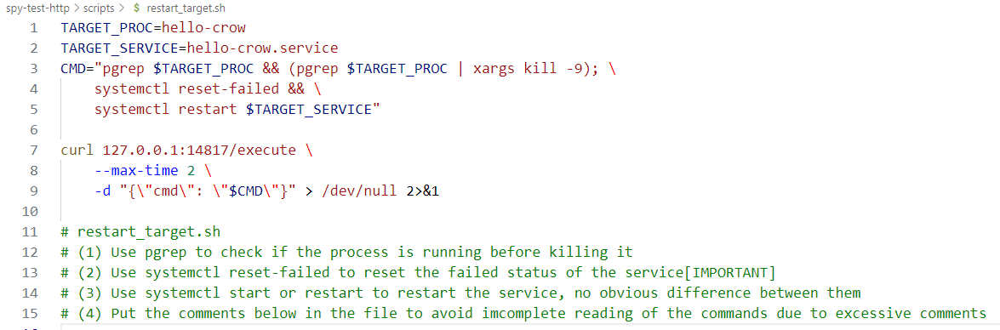 spy-test-http > scripts > $ restart_target.sh
1 TARGET_PROC=hello-crow
2 TARGET_SERVICE=hello-crow.service
3 CMD="pgrep $TARGET_PROC && (pgrep $TARGET_PROC | xargs kill -9); \
4 systemctl reset-failed && \
5 systemctl restart $TARGET_SERVICE"
6
7 curl 127.0.0.1:14817/execute \
8 --max-time 2 \
9 -d "{\"cmd\": \"$CMD\"}" > /dev/null 2>&1
10
11 # restart_target.sh
12 # (1) Use pgrep to check if the process is running before killing it
13 # (2) Use systemctl reset-failed to reset the failed status of the service[IMPORTANT]
14 # (3) Use systemctl start or restart to restart the service, no obvious difference between them
15 # (4) Put the comments below in the file to avoid imcomplete reading of the commands due to excessive comments